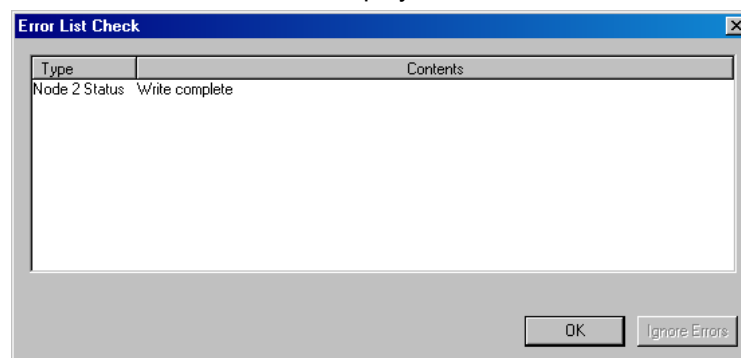 Error List Check
Type Contents
Node 2 Status Write complete
OK Ignore Errors